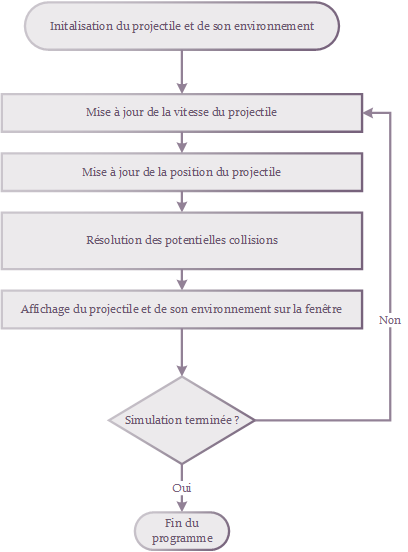 Initalisation du projectile et de son environnement
Mise à jour de la vitesse du projectile
Mise à jour de la position du projectile
Résolution des potentielles collisions
Affichage du projectile et de son environnement sur la fenêtre
Non
Simulation terminée ?
Oui
Fin du
programme